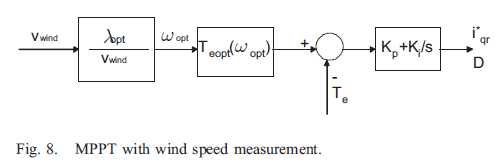 Vwind
λopt
Vwind
ωopt
Teopt(ωopt)
+
-
Te
Kp+Ki/s
i*qr
D
Fig. 8. MPPT with wind speed measurement.